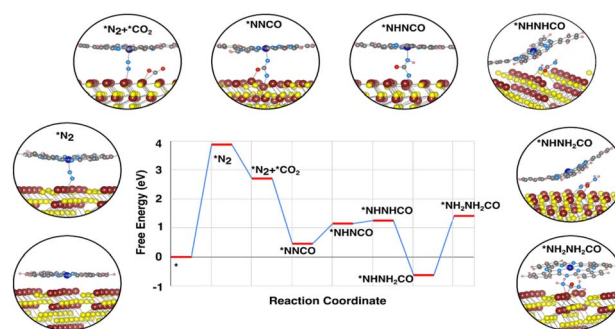 *N2+*CO2
*NNCO
*NHNCO
*NHNHCO
*N2
*NHNH2CO
*NH2NH2CO
Free Energy (eV)
4
3
2
1
0
-1
*
*N2
*N2+*CO2
*NNCO
*NHNCO
*NHNHCO
*NHNH2CO
*NH2NH2CO
Reaction Coordinate